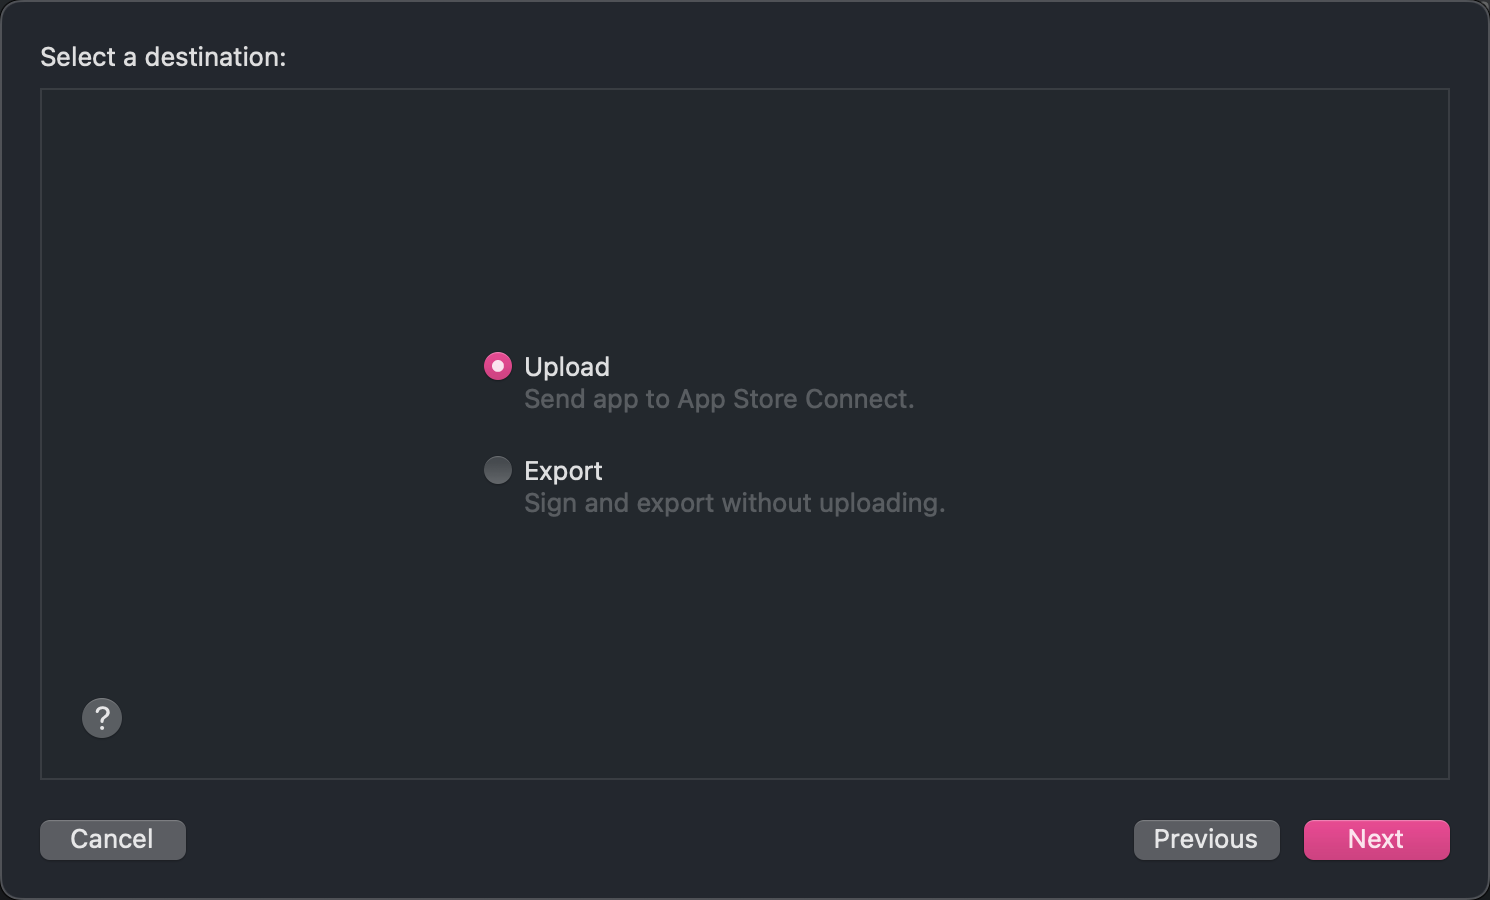 Select a destination:
Upload
Send app to App Store Connect.
Export
Sign and export without uploading.
?
Cancel
Previous
Next